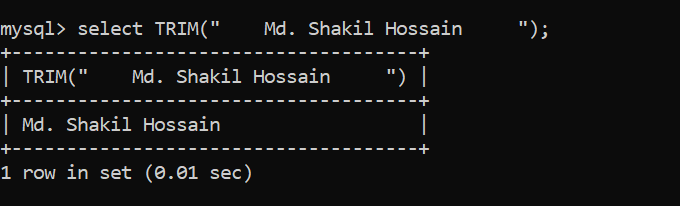 mysql> select TRIM("    Md. Shakil Hossain     ");
+------------------------------------+
| TRIM("    Md. Shakil Hossain     ") |
+------------------------------------+
| Md. Shakil Hossain                 |
+------------------------------------+
1 row in set (0.01 sec)